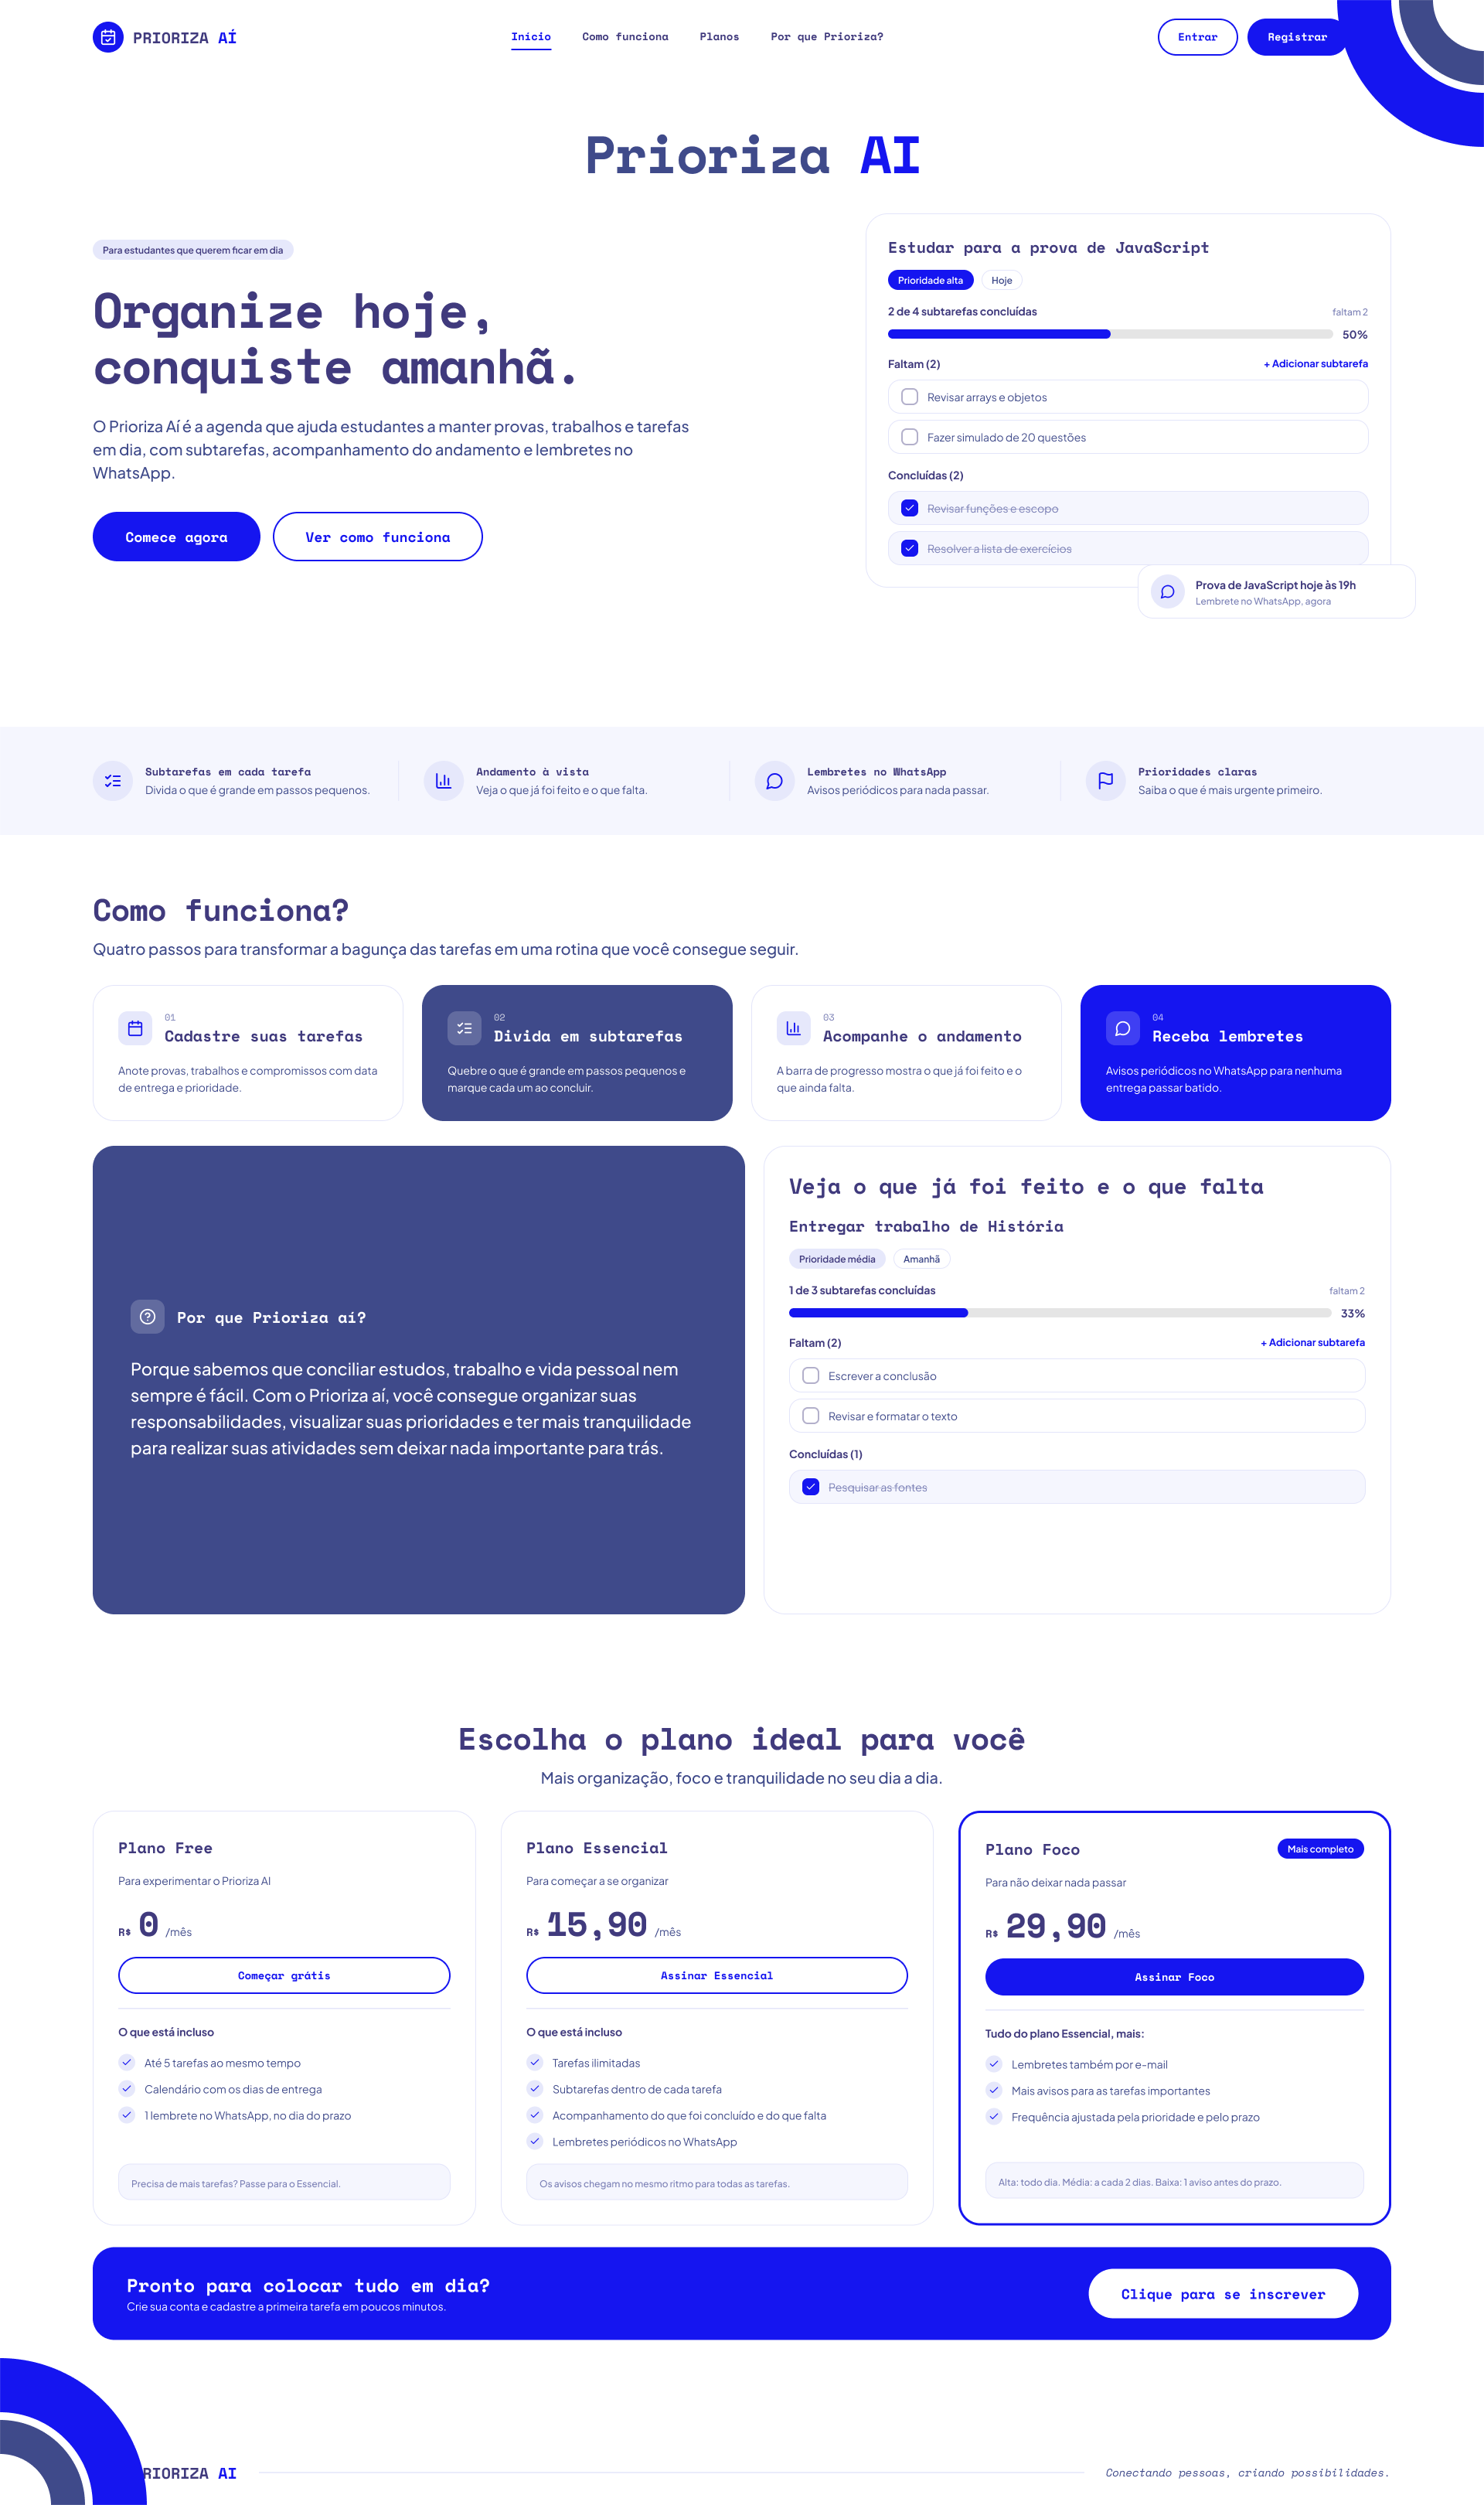 PRIORIZA AÍ
Início
Como funciona
Planos
Por que Prioriza?
Entrar
Registrar
Prioriza AI
Para estudantes que querem ficar em dia
Organize hoje,
conquiste amanhã.
O Prioriza Aí é a agenda que ajuda estudantes a manter provas, trabalhos e tarefas
em dia, com subtarefas, acompanhamento do andamento e lembretes no
WhatsApp.
Comece agora
Ver como funciona
Estudar para a prova de JavaScript
Prioridade alta
Hoje
2 de 4 subtarefas concluídas
faltam 2
50%
Faltam (2)
+ Adicionar subtarefa
Revisar arrays e objetos
Fazer simulado de 20 questões
Concluídas (2)
Revisar funções e escopo
Resolver a lista de exercícios
Prova de JavaScript hoje às 19h
Lembrete no WhatsApp, agora
Subtarefas em cada tarefa
Divida o que é grande em passos pequenos.
Andamento à vista
Veja o que já foi feito e o que falta.
Lembretes no WhatsApp
Avisos periódicos para nada passar.
Prioridades claras
Saiba o que é mais urgente primeiro.
Como funciona?
Quatro passos para transformar a bagunça das tarefas em uma rotina que você consegue seguir.
01
Cadastre suas tarefas
Anote provas, trabalhos e compromissos com data
de entrega e prioridade.
02
Divida em subtarefas
Quebre o que é grande em passos pequenos e
marque cada um ao concluir.
03
Acompanhe o andamento
A barra de progresso mostra o que já foi feito e o
que ainda falta.
04
Receba lembretes
Avisos periódicos no WhatsApp para nenhuma
entrega passar batido.
Por que Prioriza aí?
Porque sabemos que conciliar estudos, trabalho e vida pessoal nem
sempre é fácil. Com o Prioriza aí, você consegue organizar suas
responsabilidades, visualizar suas prioridades e ter mais tranquilidade
para realizar suas atividades sem deixar nada importante para trás.
Veja o que já foi feito e o que falta
Entregar trabalho de História
Prioridade média
Amanhã
1 de 3 subtarefas concluídas
faltam 2
33%
Faltam (2)
+ Adicionar subtarefa
Escrever a conclusão
Revisar e formatar o texto
Concluídas (1)
Pesquisar as fontes
Escolha o plano ideal para você
Mais organização, foco e tranquilidade no seu dia a dia.
Plano Free
Para experimentar o Prioriza AI
R$ 0 /mês
Começar grátis
O que está incluso
Até 5 tarefas ao mesmo tempo
Calendário com os dias de entrega
1 lembrete no WhatsApp, no dia do prazo
Precisa de mais tarefas? Passe para o Essencial.
Plano Essencial
Para começar a se organizar
R$ 15,90 /mês
Assinar Essencial
O que está incluso
Tarefas ilimitadas
Subtarefas dentro de cada tarefa
Acompanhamento do que foi concluído e do que falta
Lembretes periódicos no WhatsApp
Os avisos chegam no mesmo ritmo para todas as tarefas.
Plano Foco
Mais completo
Para não deixar nada passar
R$ 29,90 /mês
Assinar Foco
Tudo do plano Essencial, mais:
Lembretes também por e-mail
Mais avisos para as tarefas importantes
Frequência ajustada pela prioridade e pelo prazo
Alta: todo dia. Média: a cada 2 dias. Baixa: 1 aviso antes do prazo.
Pronto para colocar tudo em dia?
Crie sua conta e cadastre a primeira tarefa em poucos minutos.
Clique para se inscrever
RIORIZA AI
Conectando pessoas, criando possibilidades.